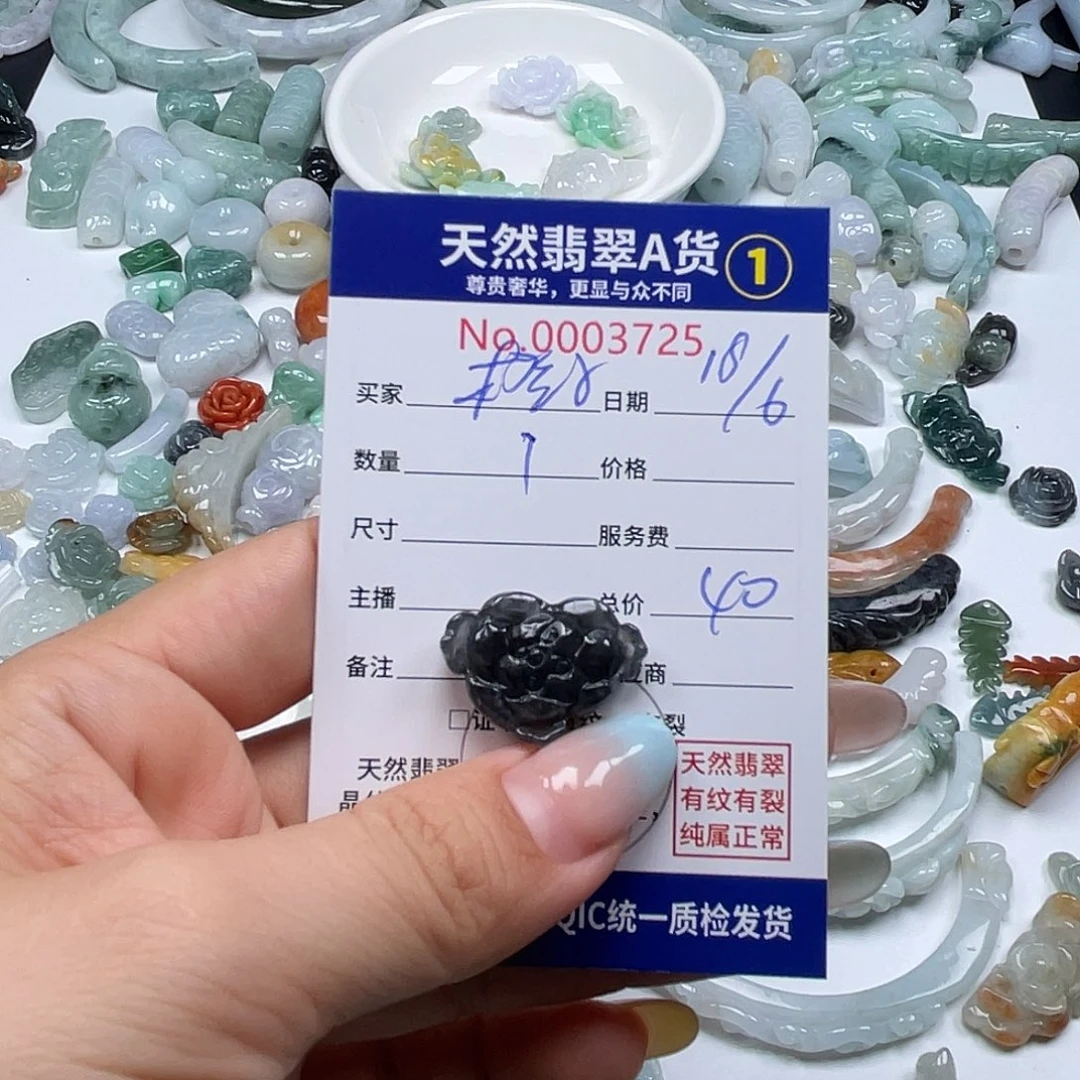 天然翡翠A货 1
尊贵奢华，更显与众不同
No.0003725
买家 日期 18/6
数量 1 价格
尺寸 服务费
主播 总价 40
备注 商
□证 裂
天然翡翠
天然翡翠
有纹有裂
纯属正常
QIC统一质检发货